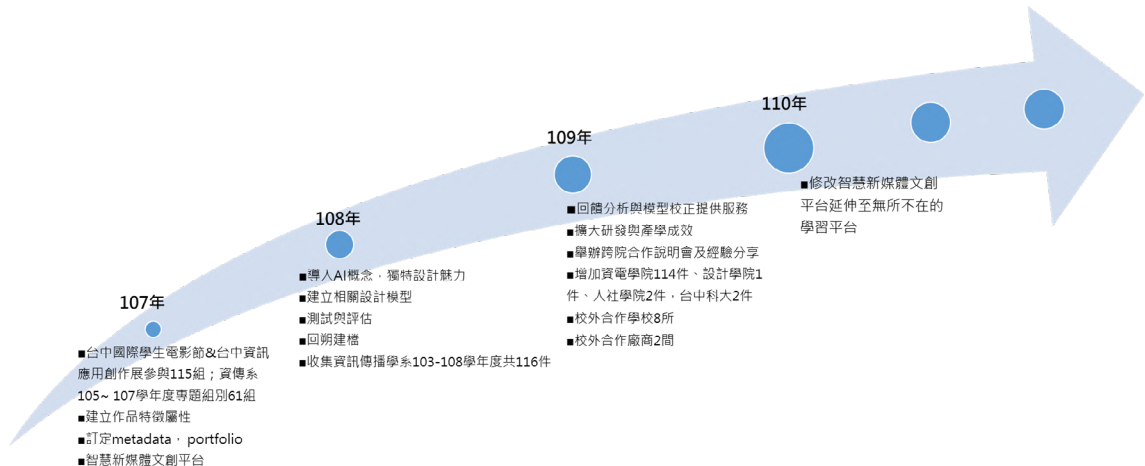 107年
■台中國際學生電影節&台中資訊
應用創作展參與115組；資傳系
105~ 107學年度專題組別61組
■建立作品特徵屬性
■訂定metadata， portfolio
■智慧新媒體文創平台
108年
■導人AI概念，獨特設計魅力
■建立相關設計模型
■測試與評估
■回朔建檔
■收集資訊傳播學系103-108學年度共116件
109年
■回饋分析與模型校正提供服務
■擴大研發與產學成效
■舉辦跨院合作說明會及經驗分享
■增加資電學院114件、設計學院1
件、人社學院2件，台中科大2件
■校外合作學校8所
■校外合作廠商2間
110年
■修改智慧新媒體文創
平台延伸至無所不在的
學習平台